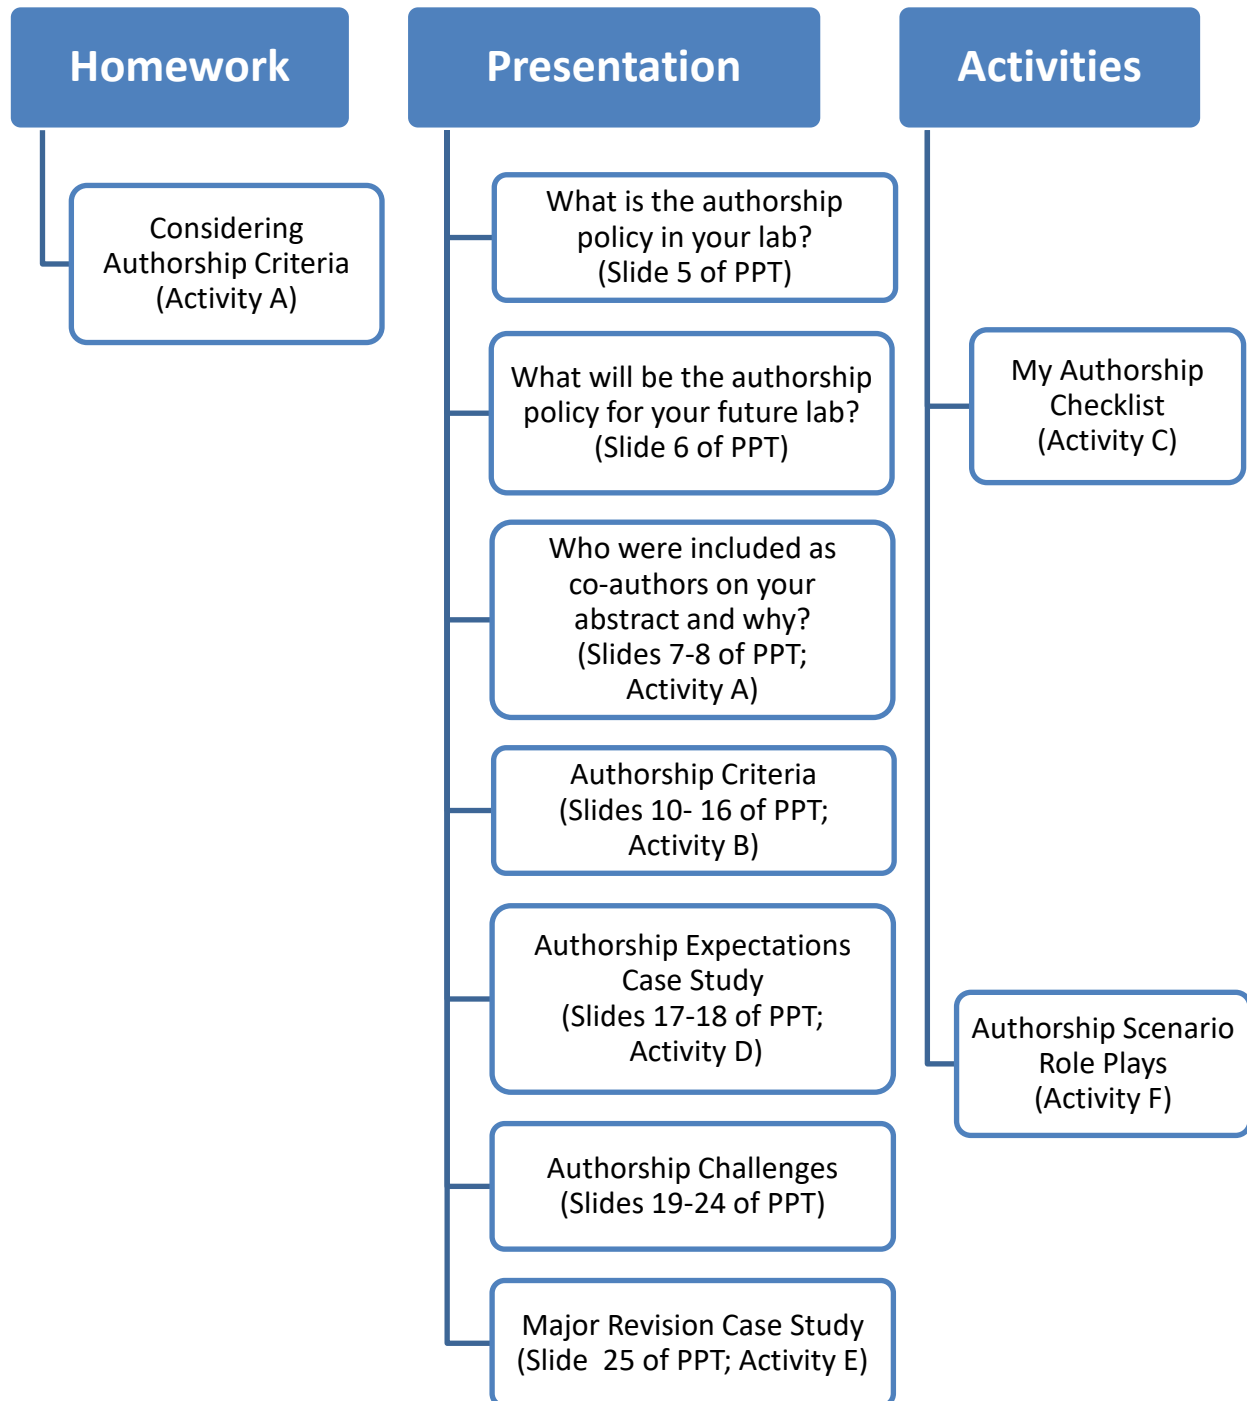 Homework
Considering
Authorship Criteria
(Activity A)
Presentation
What is the authorship
policy in your lab?
(Slide 5 of PPT)
What will be the authorship
policy for your future lab?
(Slide 6 of PPT)
Who were included as
co-authors on your
abstract and why?
(Slides 7-8 of PPT;
Activity A)
Authorship Criteria
(Slides 10- 16 of PPT;
Activity B)
Authorship Expectations
Case Study
(Slides 17-18 of PPT;
Activity D)
Authorship Challenges
(Slides 19-24 of PPT)
Major Revision Case Study
(Slide  25 of PPT; Activity E)
Activities
My Authorship
Checklist
(Activity C)
Authorship Scenario
Role Plays
(Activity F)